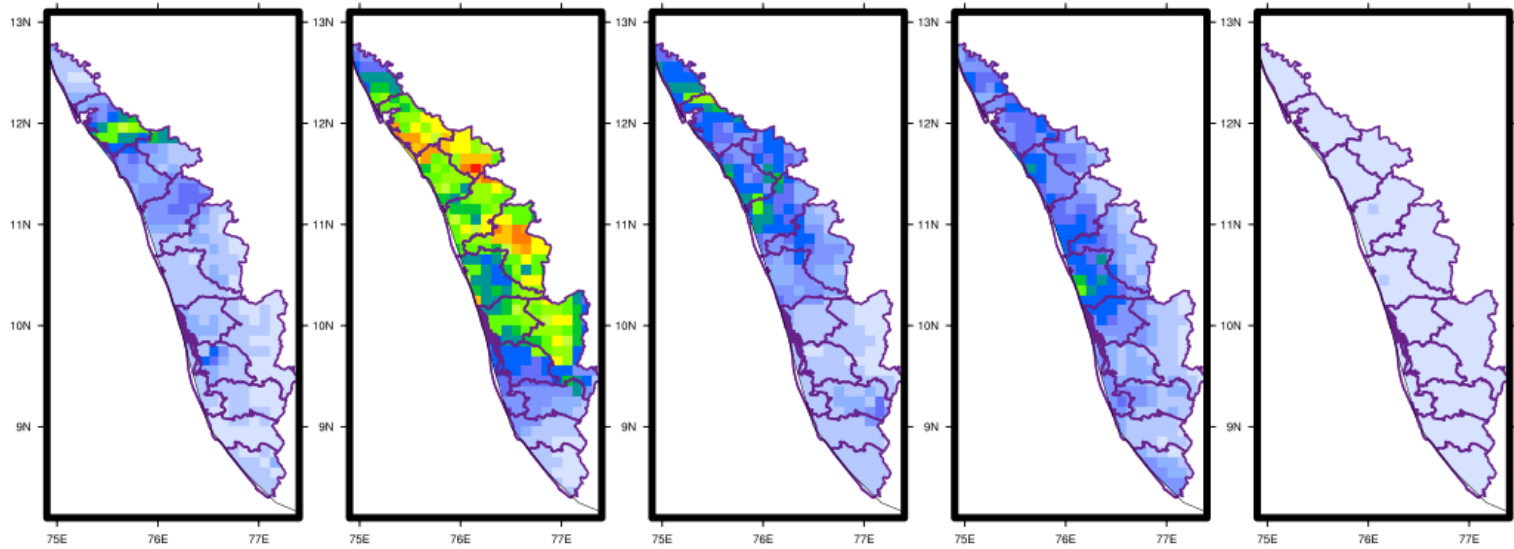 13N 13N 13N 13N 13N
12N 12N 12N 12N 12N
11N 11N 11N 11N 11N
10N 10N 10N 10N 10N
9N 9N 9N 9N 9N
75E 76E 77E 75E 76E 77E 75E 76E 77E 75E 76E 77E 75E 76E 77E